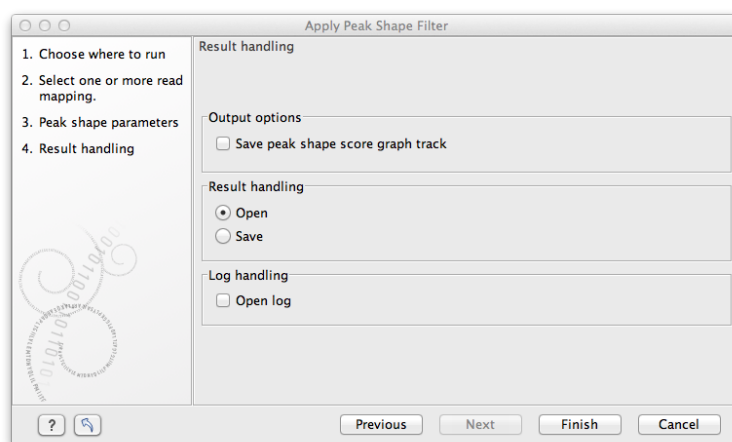 Apply Peak Shape Filter
1. Choose where to run
2. Select one or more read
mapping.
3. Peak shape parameters
4. Result handling
Result handling
Output options
Save peak shape score graph track
Result handling
Open
Save
Log handling
Open log
?
Previous
Next
Finish
Cancel